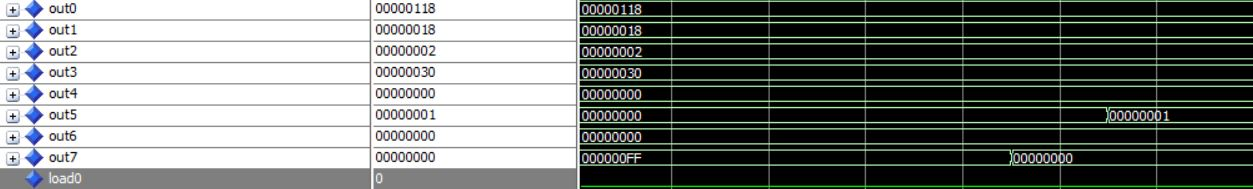 out0 00000118 00000118
out1 00000018 00000018
out2 00000002 00000002
out3 00000030 00000030
out4 00000000 00000000
out5 00000001 00000000 00000001
out6 00000000 00000000
out7 00000000 000000FF 00000000
load0 0